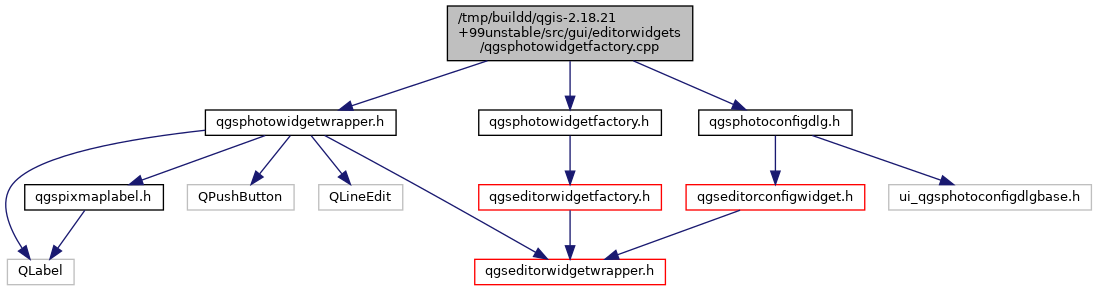 /tmp/buildd/qgis-2.18.21
+99unstable/src/gui/editorwidgets
/qgsphotowidgetfactory.cpp
qgsphotowidgetwrapper.h
qgsphotowidgetfactory.h
qgsphotoconfigdlg.h
qgspixmaplabel.h
QPushButton
QLineEdit
qgseditorwidgetfactory.h
qgseditorconfigwidget.h
ui_qgsphotoconfigdlgbase.h
QLabel
qgseditorwidgetwrapper.h